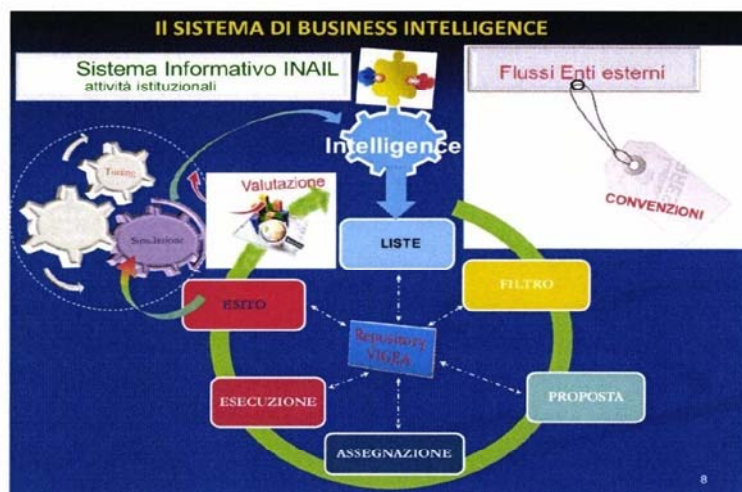 Il SISTEMA DI BUSINESS INTELLIGENCE
Sistema Informativo INAIL
attività istituzionali
Flussi Enti esterni
Intelligence
Tuning
Simulazione
Valutazione
CONVENZIONI
LISTE
FILTRO
ESITO
Repository
VIGEA
ESECUZIONE
PROPOSTA
ASSEGNAZIONE
8